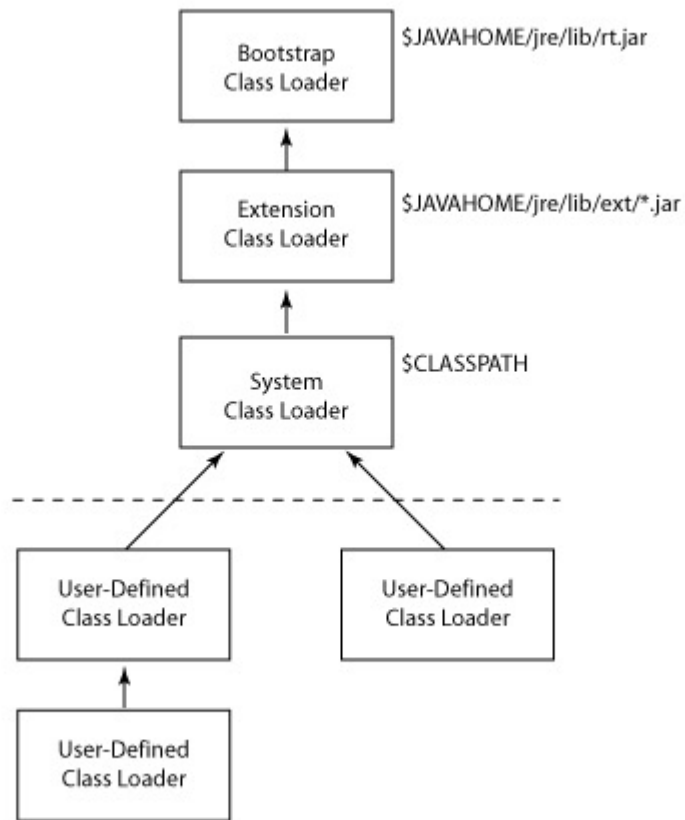 Bootstrap
Class Loader
$JAVAHOME/jre/lib/rt.jar
Extension
Class Loader
$JAVAHOME/jre/lib/ext/*.jar
System
Class Loader
$CLASSPATH
User-Defined
Class Loader
User-Defined
Class Loader
User-Defined
Class Loader